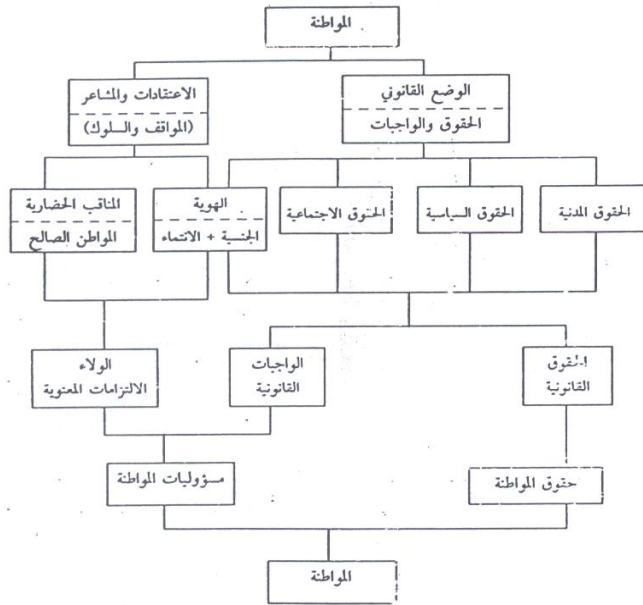 المواطنة
الوضع القانوني
الحقوق والواجبات
الاعتقادات والمشاعر
(المواقف والسلوك)
الحقوق المدنية
الحقوق السياسية
الحقوق الاجتماعية
الهوية
الجنسية + الانتماء
المناقب الحضارية
المواطن الصالح
الحقوق
القانونية
الواجبات
القانونية
الولاء
الالتزامات المعنوية
حقوق المواطنة
مسؤوليات المواطنة
المواطنة